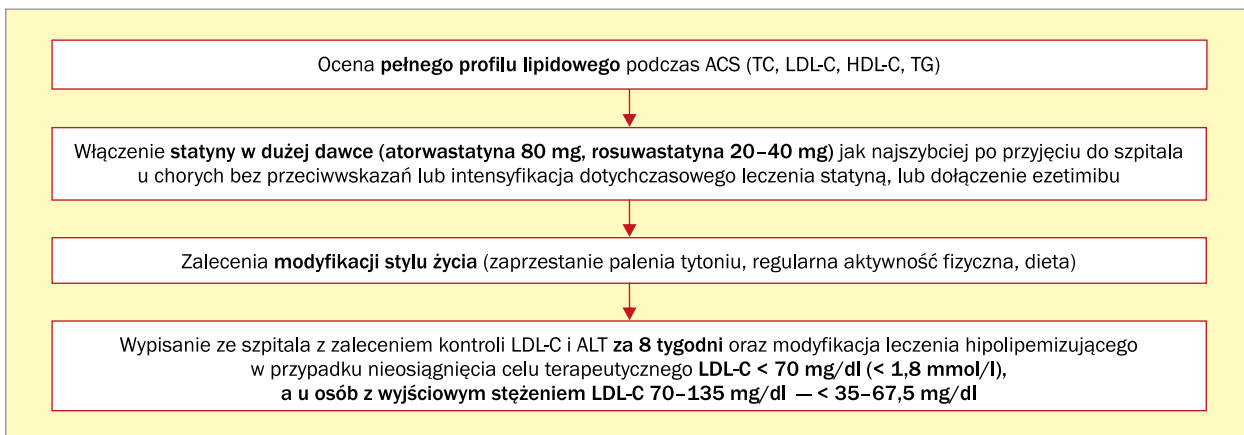 Ocena pełnego profilu lipidowego podczas ACS (TC, LDL-C, HDL-C, TG)
Włączenie statyny w dużej dawce (atorwastatyna 80 mg, rosuwastatyna 20–40 mg) jak najszybciej po przyjęciu do szpitala
u chorych bez przeciwwskazań lub intensyfikacja dotychczasowego leczenia statyną, lub dołączenie ezetimibu
Zalecenia modyfikacji stylu życia (zaprzestanie palenia tytoniu, regularna aktywność fizyczna, dieta)
Wypisanie ze szpitala z zaleceniem kontroli LDL-C i ALT za 8 tygodni oraz modyfikacja leczenia hipolipemizującego
w przypadku nieosiągnięcia celu terapeutycznego LDL-C < 70 mg/dl (< 1,8 mmol/l),
a u osób z wyjściowym stężeniem LDL-C 70–135 mg/dl — < 35–67,5 mg/dl